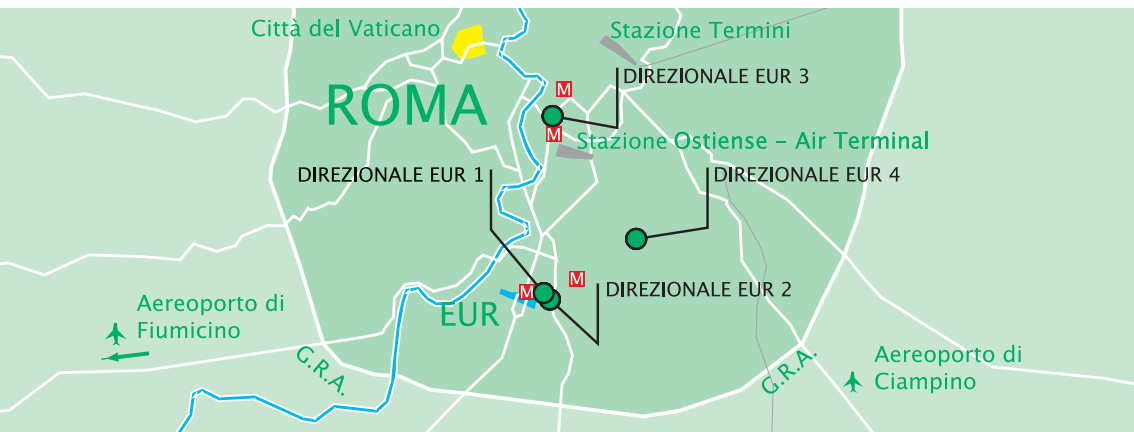 Città del Vaticano
Stazione Termini
DIREZIONALE EUR 3
M
ROMA
M
Stazione Ostiense – Air Terminal
DIREZIONALE EUR 1
DIREZIONALE EUR 4
M
M
DIREZIONALE EUR 2
EUR
Aereoporto di
Fiumicino
G.R.A.
G.R.A.
Aereoporto di
Ciampino